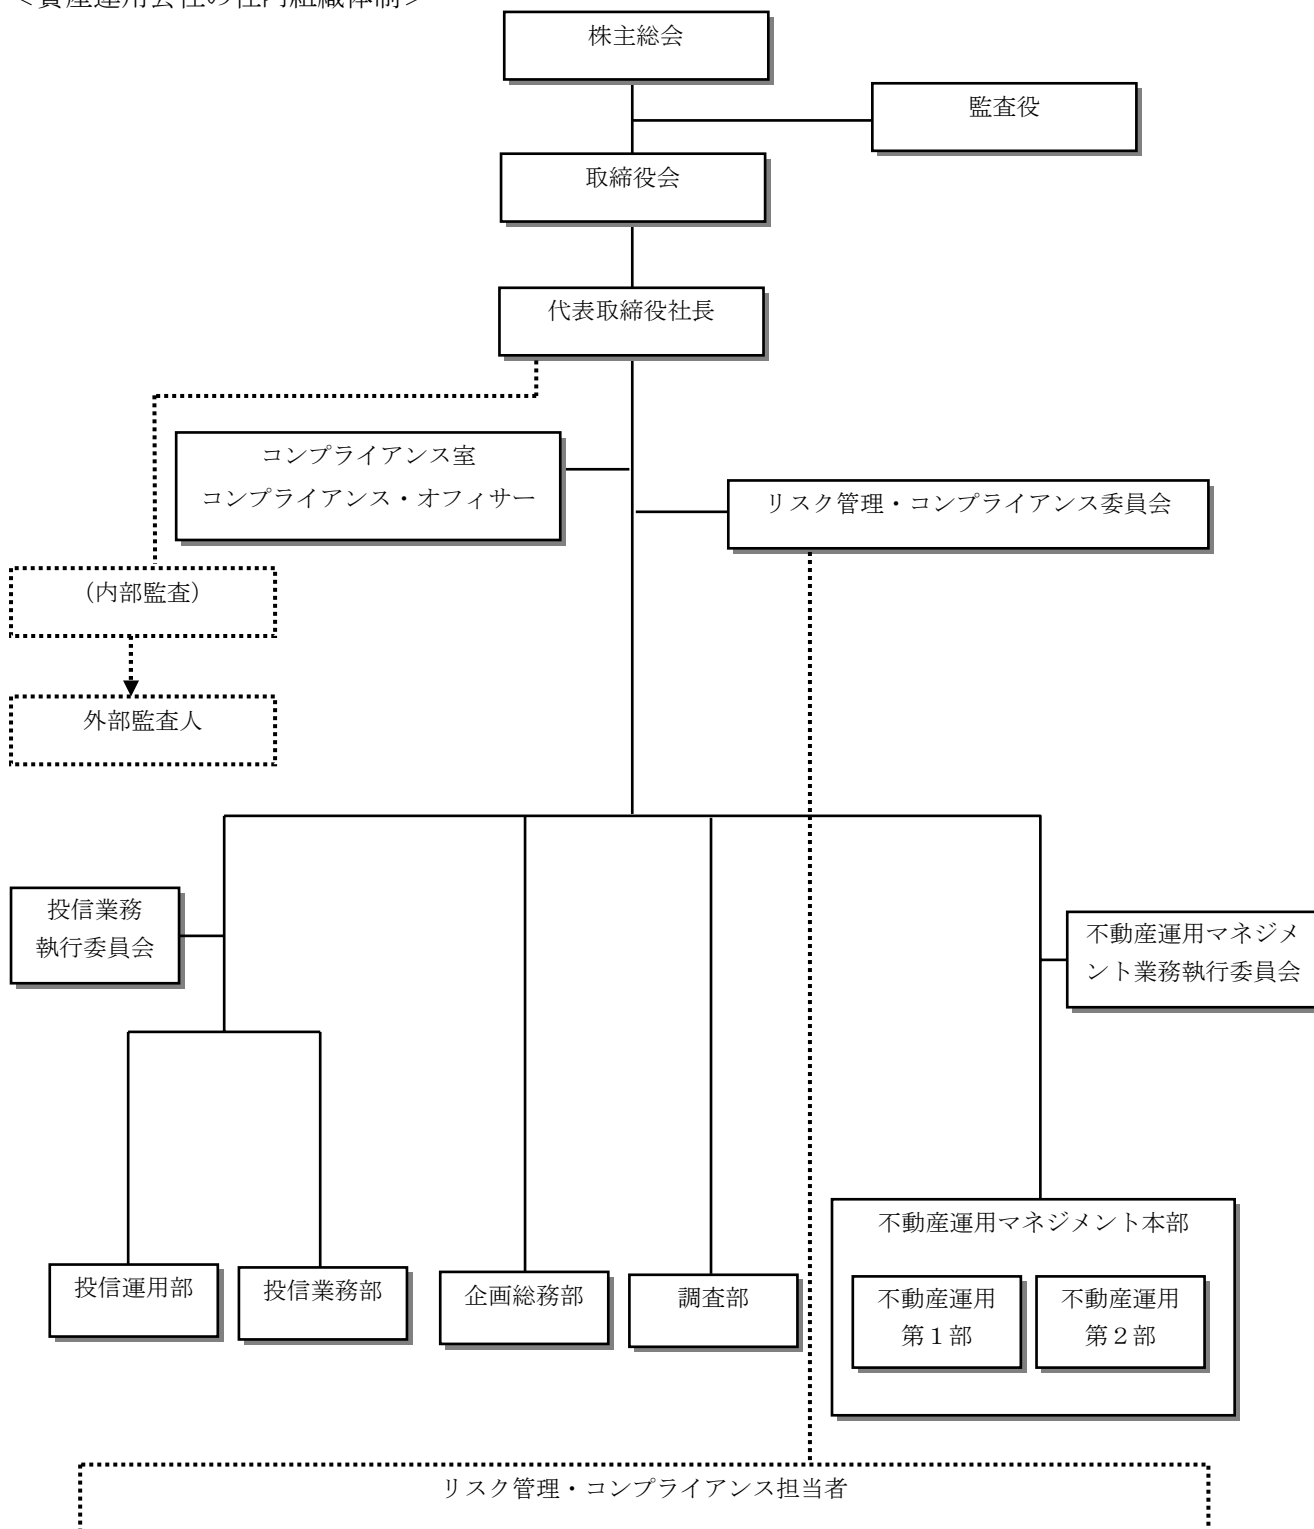 ＜資産運用会社の社内組織体制＞
株主総会
監査役
取締役会
代表取締役社長
コンプライアンス室
コンプライアンス・オフィサー
リスク管理・コンプライアンス委員会
（内部監査）
外部監査人
投信業務
執行委員会
不動産運用マネジメ
ント業務執行委員会
不動産運用マネジメント本部
投信運用部
投信業務部
企画総務部
調査部
不動産運用
第１部
不動産運用
第２部
リスク管理・コンプライアンス担当者